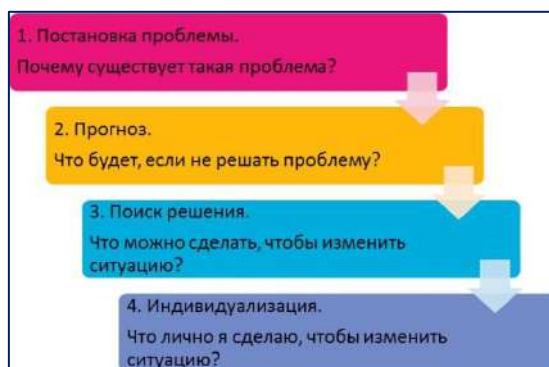 1. Постановка проблемы.
Почему существует такая проблема?
2. Прогноз.
Что будет, если не решать проблему?
3. Поиск решения.
Что можно сделать, чтобы изменить
ситуацию?
4. Индивидуализация.
Что лично я сделаю, чтобы изменить
ситуацию?